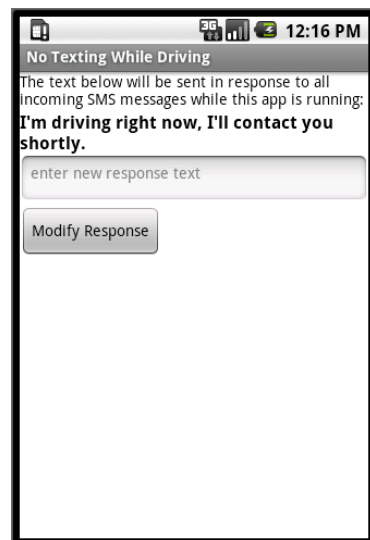 3G 12:16 PM
No Texting While Driving
The text below will be sent in response to all
incoming SMS messages while this app is running:
I'm driving right now, I'll contact you
shortly.
enter new response text
Modify Response